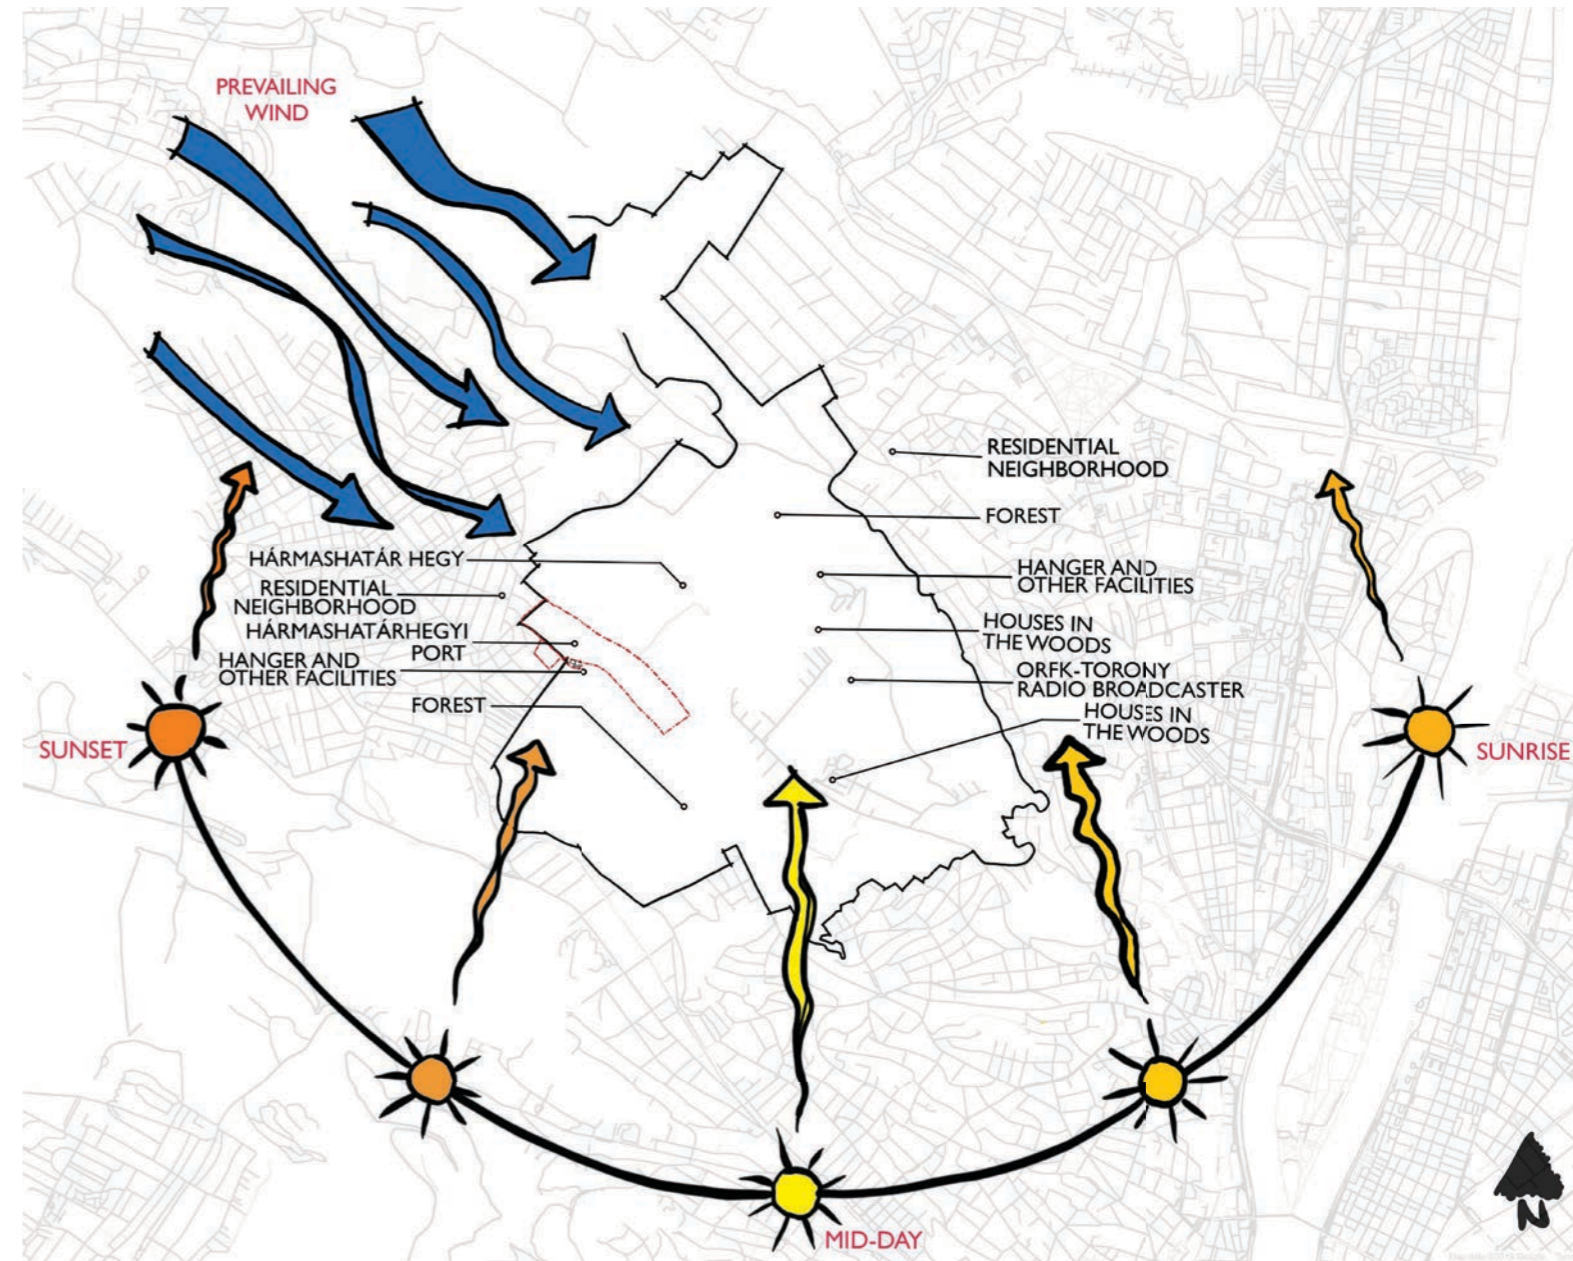 PREVAILING
WIND
RESIDENTIAL
NEIGHBORHOOD
FOREST
HÁRMASHATÁR HEGY
HANGER AND
OTHER FACILITIES
RESIDENTIAL
NEIGHBORHOOD
HÁRMASHATÁRHEGYI
PORT
HOUSES IN
THE WOODS
HANGER AND
OTHER FACILITIES
ORFK-TORONY
RADIO BROADCASTER
FOREST
HOUSES IN
THE WOODS
SUNSET
SUNRISE
MID-DAY
N